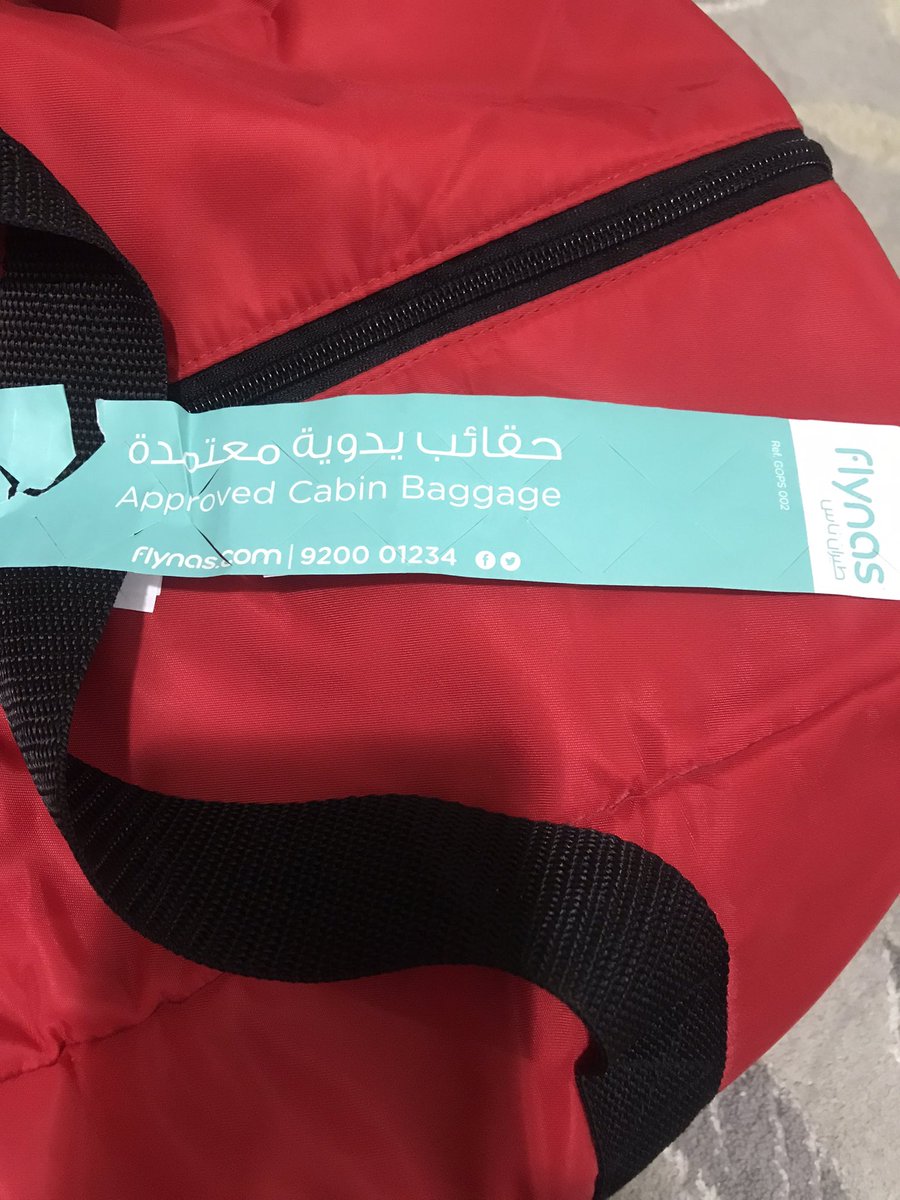 حقائب يدوية معتمدة
Approved Cabin Baggage
flynas.com | 9200 01234
Ref. GOPS 002
flynas
طيران ناس